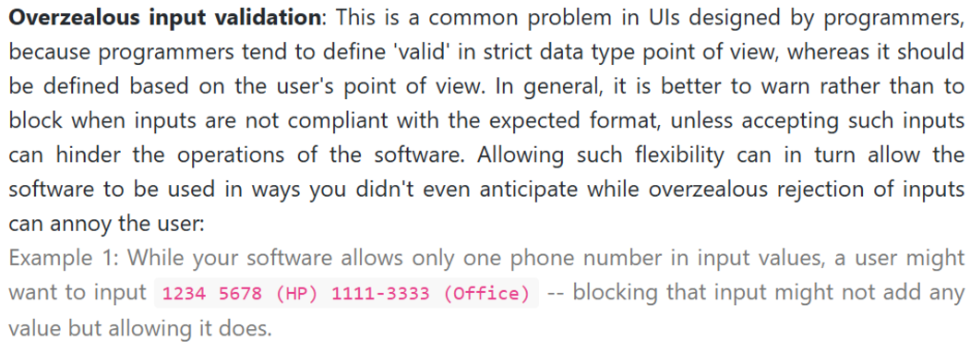 Overzealous input validation: This is a common problem in UIs designed by programmers,
because programmers tend to define 'valid' in strict data type point of view, whereas it should
be defined based on the user's point of view. In general, it is better to warn rather than to
block when inputs are not compliant with the expected format, unless accepting such inputs
can hinder the operations of the software. Allowing such flexibility can in turn allow the
software to be used in ways you didn't even anticipate while overzealous rejection of inputs
can annoy the user:
Example 1: While your software allows only one phone number in input values, a user might
want to input 1234 5678 (HP) 1111-3333 (Office) -- blocking that input might not add any
value but allowing it does.